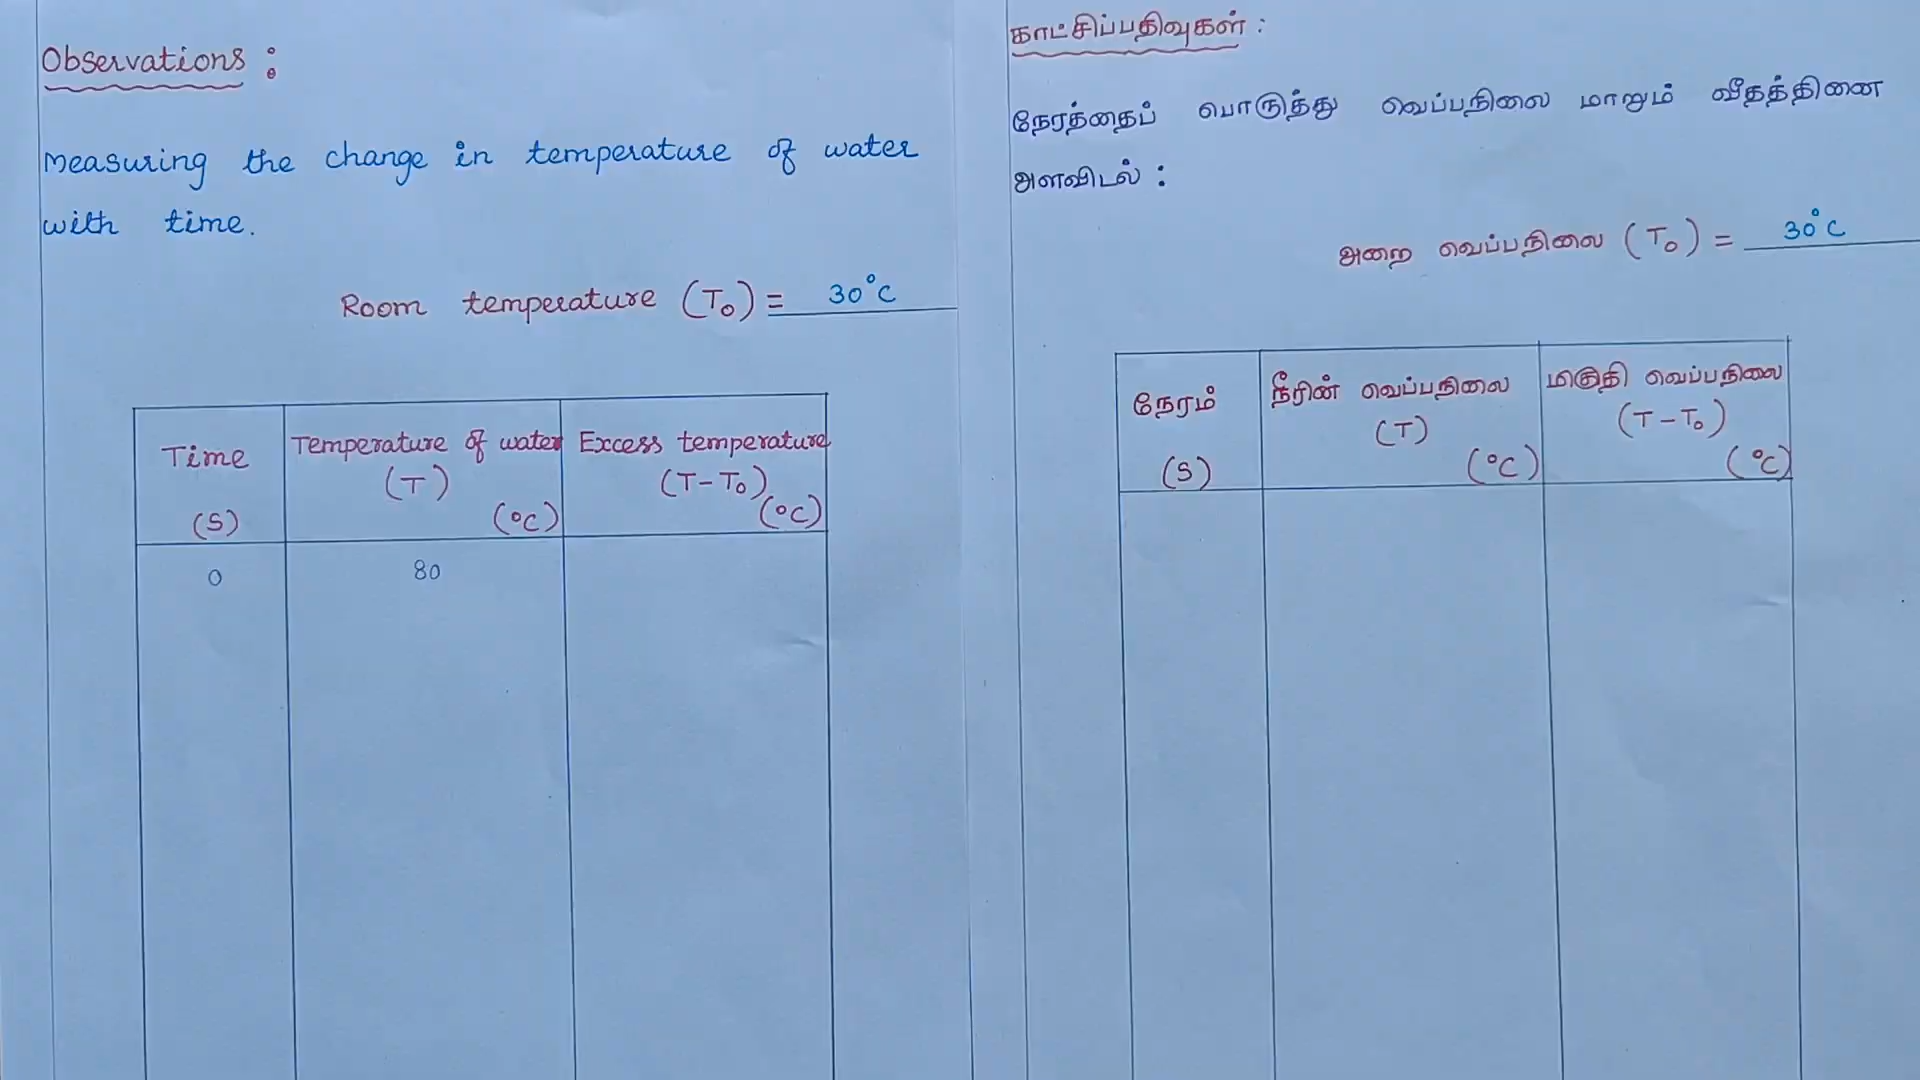 Observations :
Measuring the change in temperature of water
with time.
Room temperature (T₀) = 30°C
Time
(S)
Temperature of water
(T)
(°C)
Excess temperature
(T-T₀)
(°C)
0 80
காட்சிப்பதிவுகள் :
நேரத்தைப் பொருத்து வெப்பநிலை மாறும் வீதத்தினை
அளவிடல் :
அறை வெப்பநிலை (T₀) = 30°C
நேரம்
(S)
நீரின் வெப்பநிலை
(T)
(°C)
மிகுதி வெப்பநிலை
(T-T₀)
(°C)